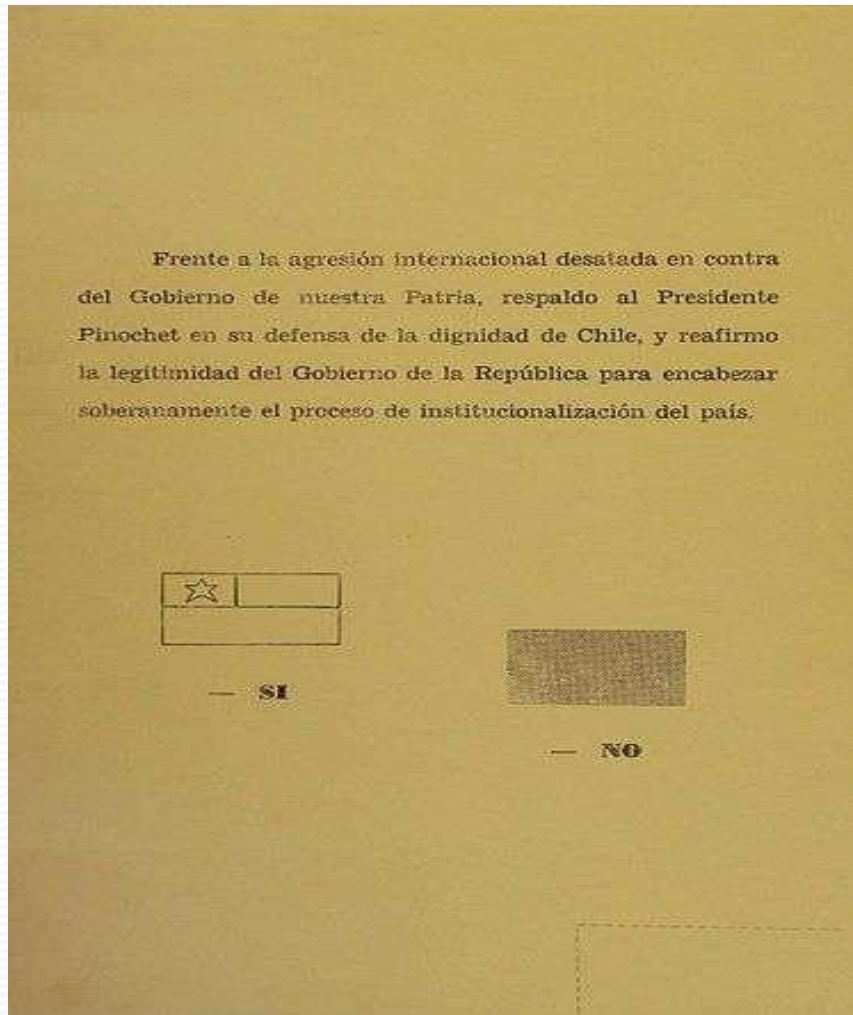 Frente a la agresión internacional desatada en contra
del Gobierno de nuestra Patria, respaldo al Presidente
Pinochet en su defensa de la dignidad de Chile, y reafirmo
la legitimidad del Gobierno de la República para encabezar
soberanamente el proceso de institucionalización del país.
— SI
— NO